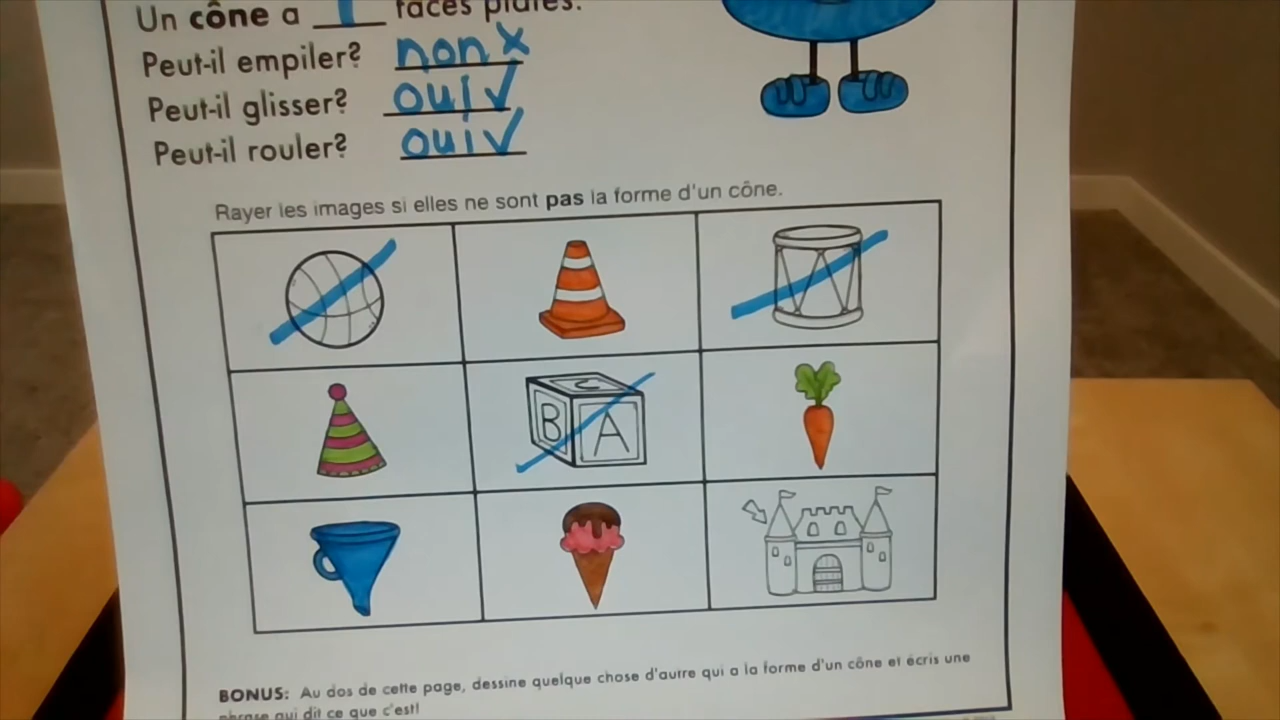 Un cône a 1 faces plates.
Peut-il empiler? non x
Peut-il glisser? oui ✓
Peut-il rouler? oui ✓
Rayer les images si elles ne sont pas la forme d'un cône.
C
B A
BONUS: Au dos de cette page, dessine quelque chose d'autre qui a la forme d'un cône et écris une
phrase qui dit ce que c'est!